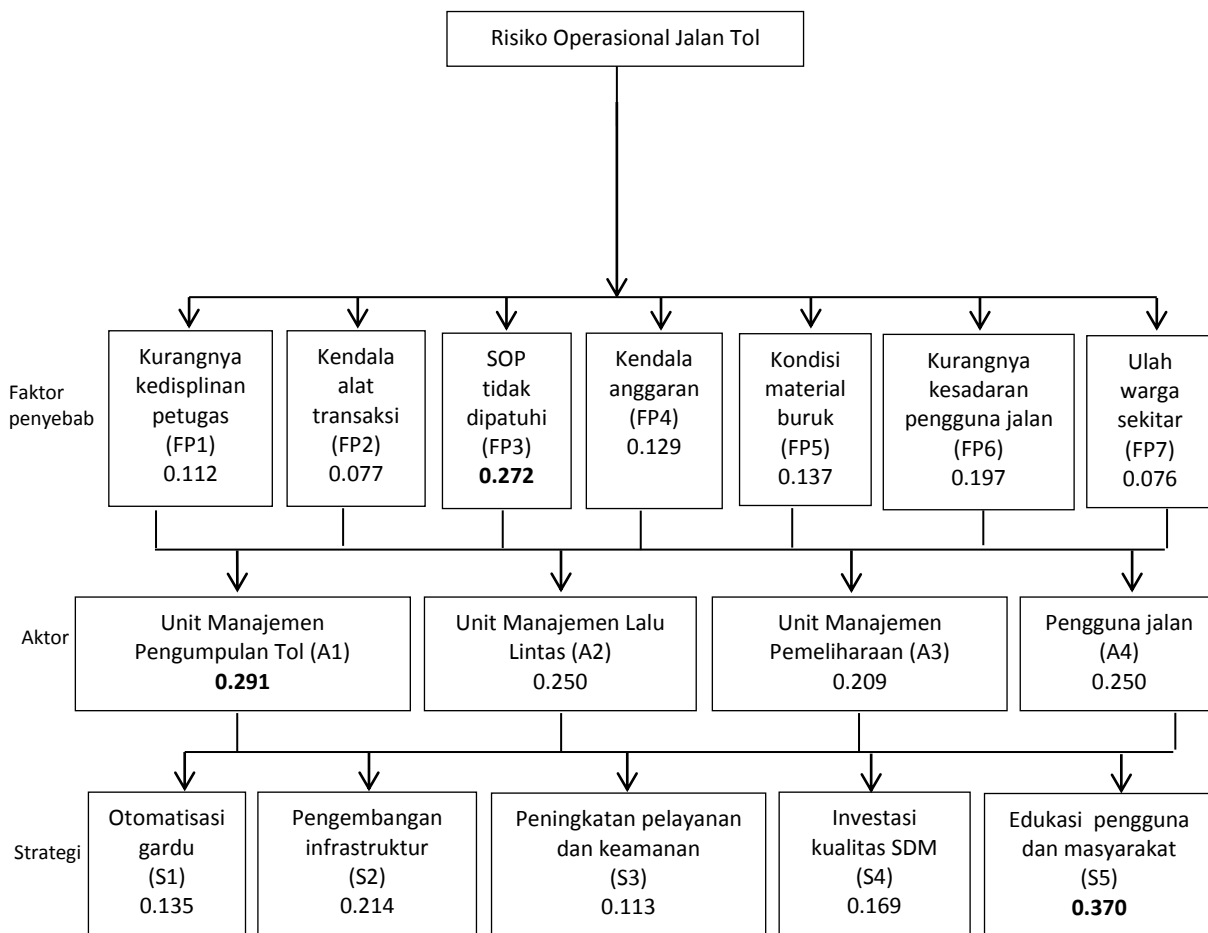 Risiko Operasional Jalan Tol
Faktor
penyebab
Kurangnya
kedisplinan
petugas
(FP1)
0.112
Kendala
alat
transaksi
(FP2)
0.077
SOP
tidak
dipatuhi
(FP3)
0.272
Kendala
anggaran
(FP4)
0.129
Kondisi
material
buruk
(FP5)
0.137
Kurangnya
kesadaran
pengguna jalan
(FP6)
0.197
Ulah
warga
sekitar
(FP7)
0.076
Aktor
Unit Manajemen
Pengumpulan Tol (A1)
0.291
Unit Manajemen Lalu
Lintas (A2)
0.250
Unit Manajemen
Pemeliharaan (A3)
0.209
Pengguna jalan
(A4)
0.250
Strategi
Otomatisasi
gardu
(S1)
0.135
Pengembangan
infrastruktur
(S2)
0.214
Peningkatan pelayanan
dan keamanan
(S3)
0.113
Investasi
kualitas SDM
(S4)
0.169
Edukasi pengguna
dan masyarakat
(S5)
0.370